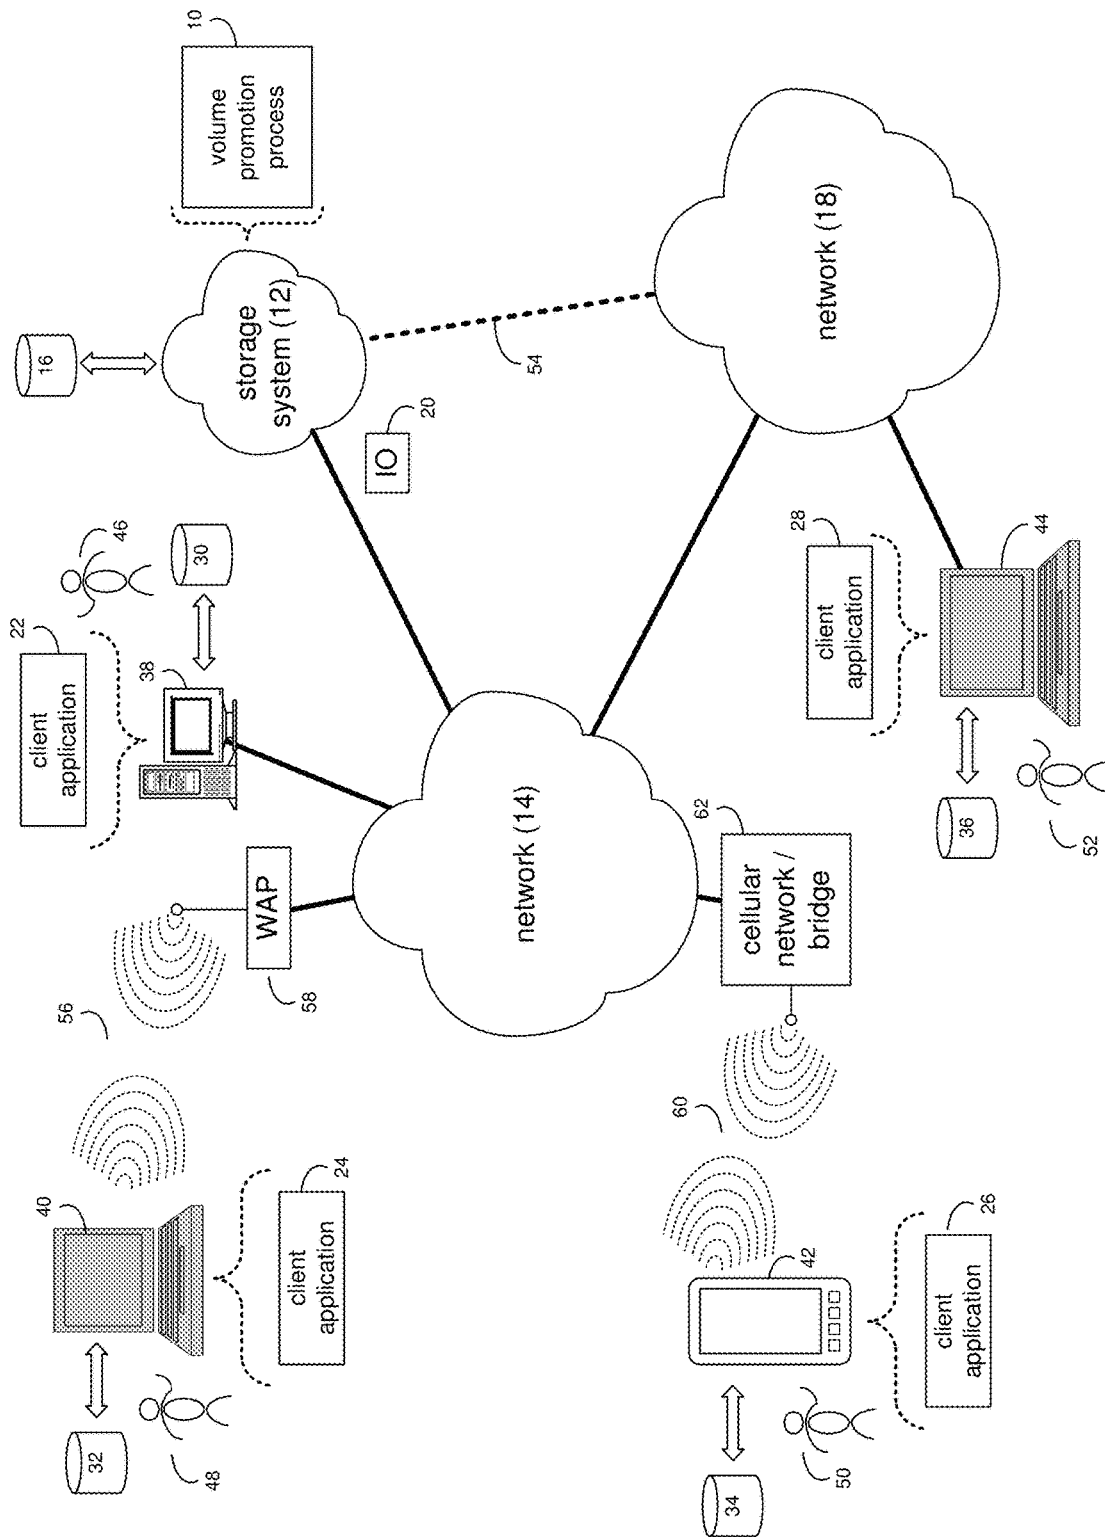 10
volume
promotion
process
16
storage
system (12)
54
network (18)
IO
20
46
30
22
client
application
38
28
client
application
44
36
52
network (14)
WAP
58
56
62
cellular
network /
bridge
60
40
24
client
application
32
48
42
26
client
application
34
50